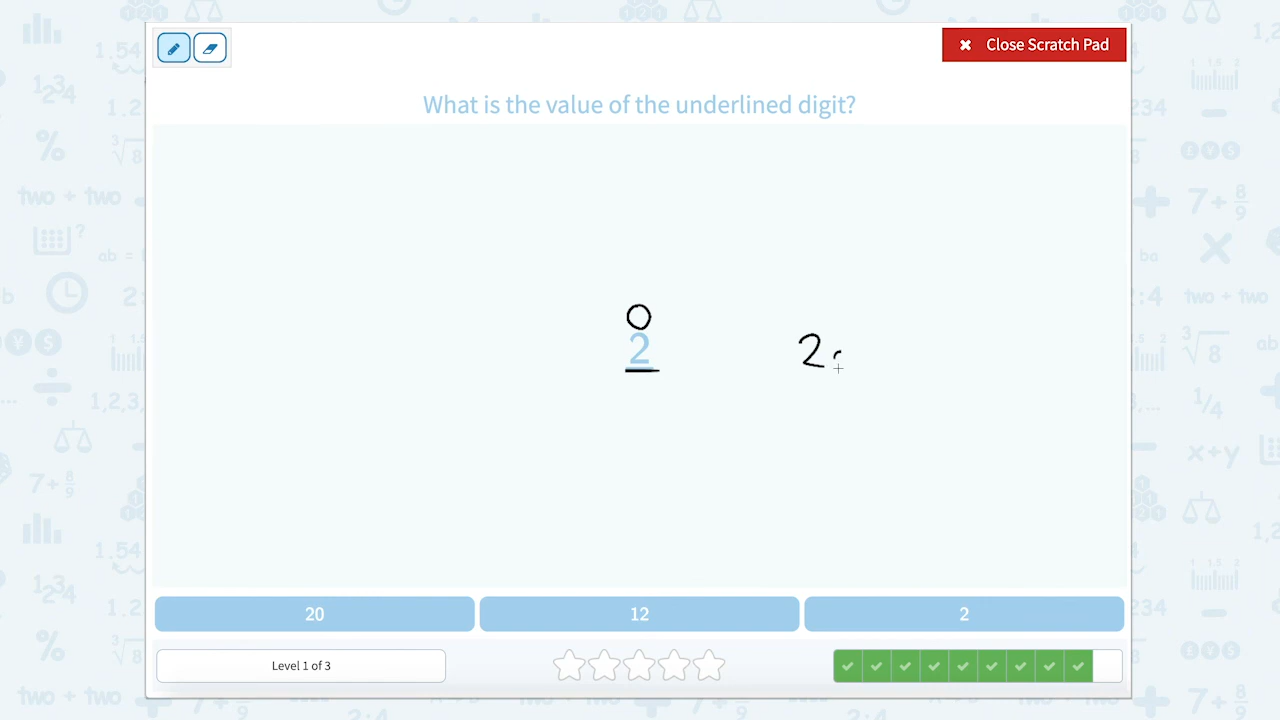 Close Scratch Pad
What is the value of the underlined digit?
0
2 2
20 12 2
Level 1 of 3